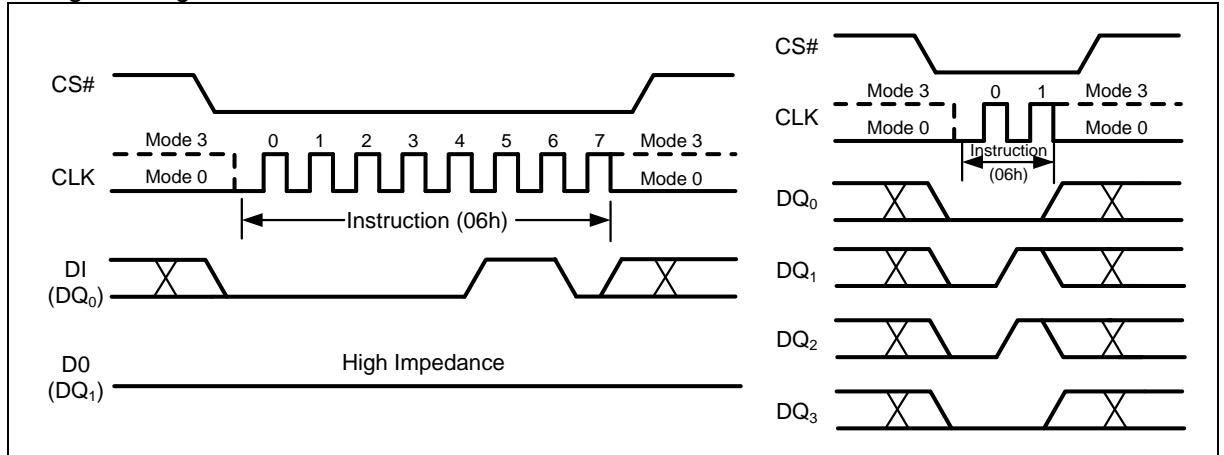 CS#
Mode 3
0 1 2 3 4 5 6 7
Mode 3
CLK
Mode 0
Mode 0
Instruction (06h)
DI
(DQ0)
D0
(DQ1)
High Impedance
CS#
Mode 3
0 1
Mode 3
CLK
Mode 0
Mode 0
Instruction
(06h)
DQ0
DQ1
DQ2
DQ3